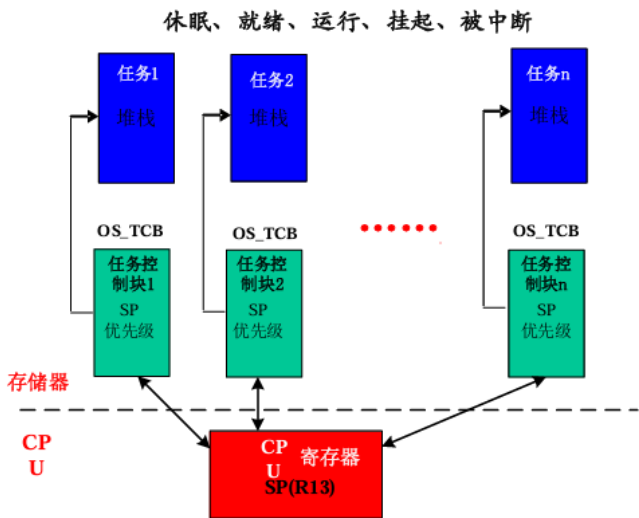 休眠、就绪、运行、挂起、被中断
任务1
堆栈
任务2
堆栈
任务n
堆栈
OS_TCB
OS_TCB
OS_TCB
任务控
制块1
SP
优先级
任务控
制块2
SP
优先级
任务控
制块n
SP
优先级
······
存储器
CP
U
CP
U
寄存器
SP(R13)